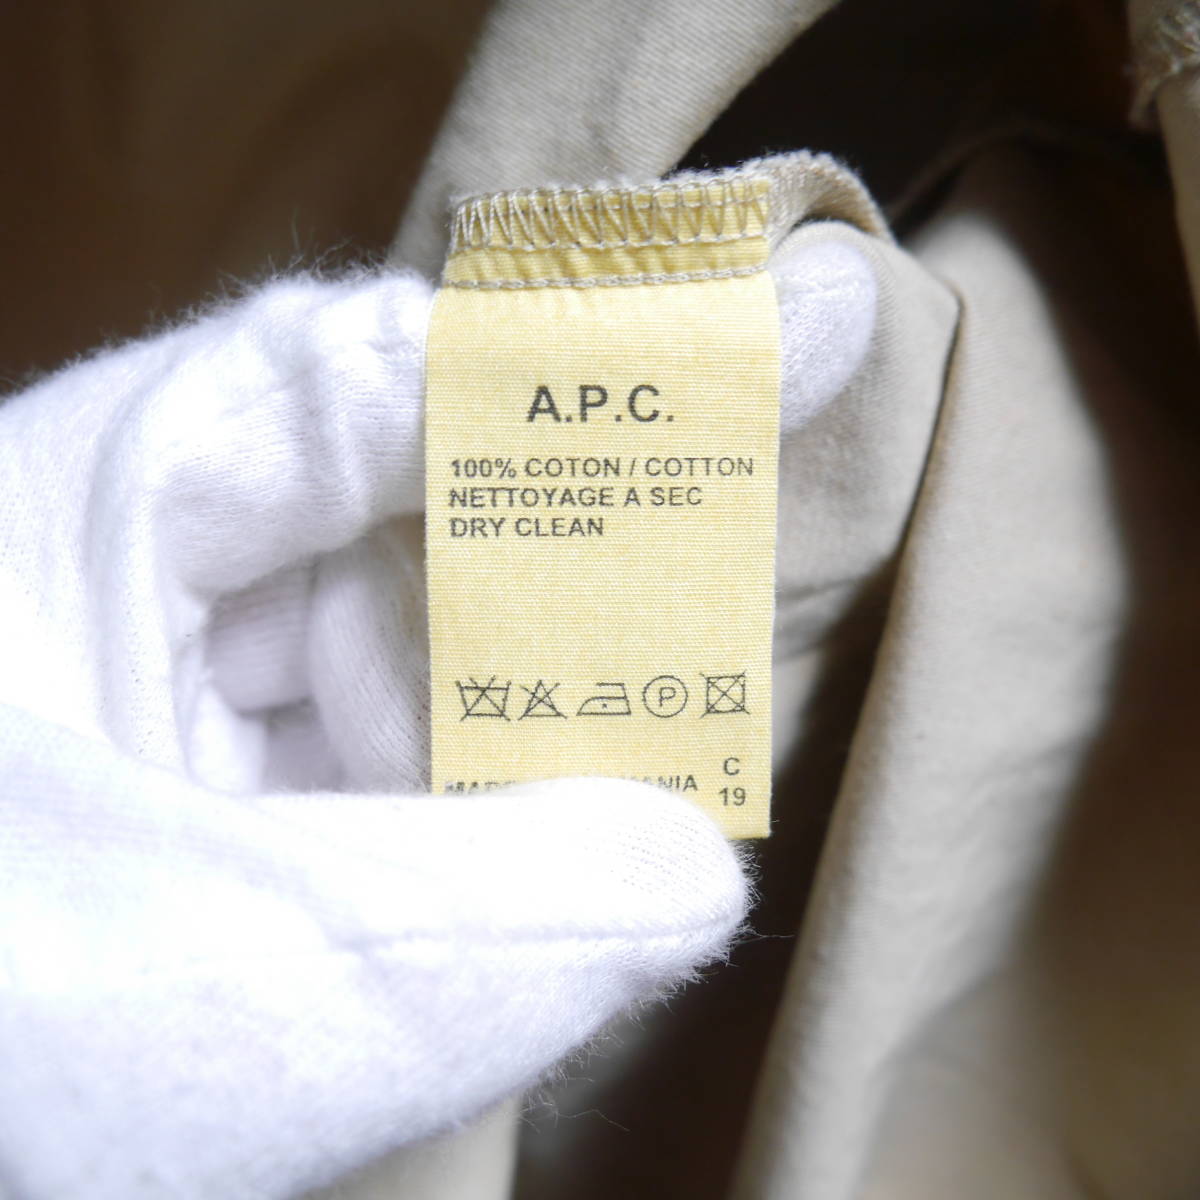 A.P.C.
100% COTON / COTTON
NETTOYAGE A SEC
DRY CLEAN
P
C
19